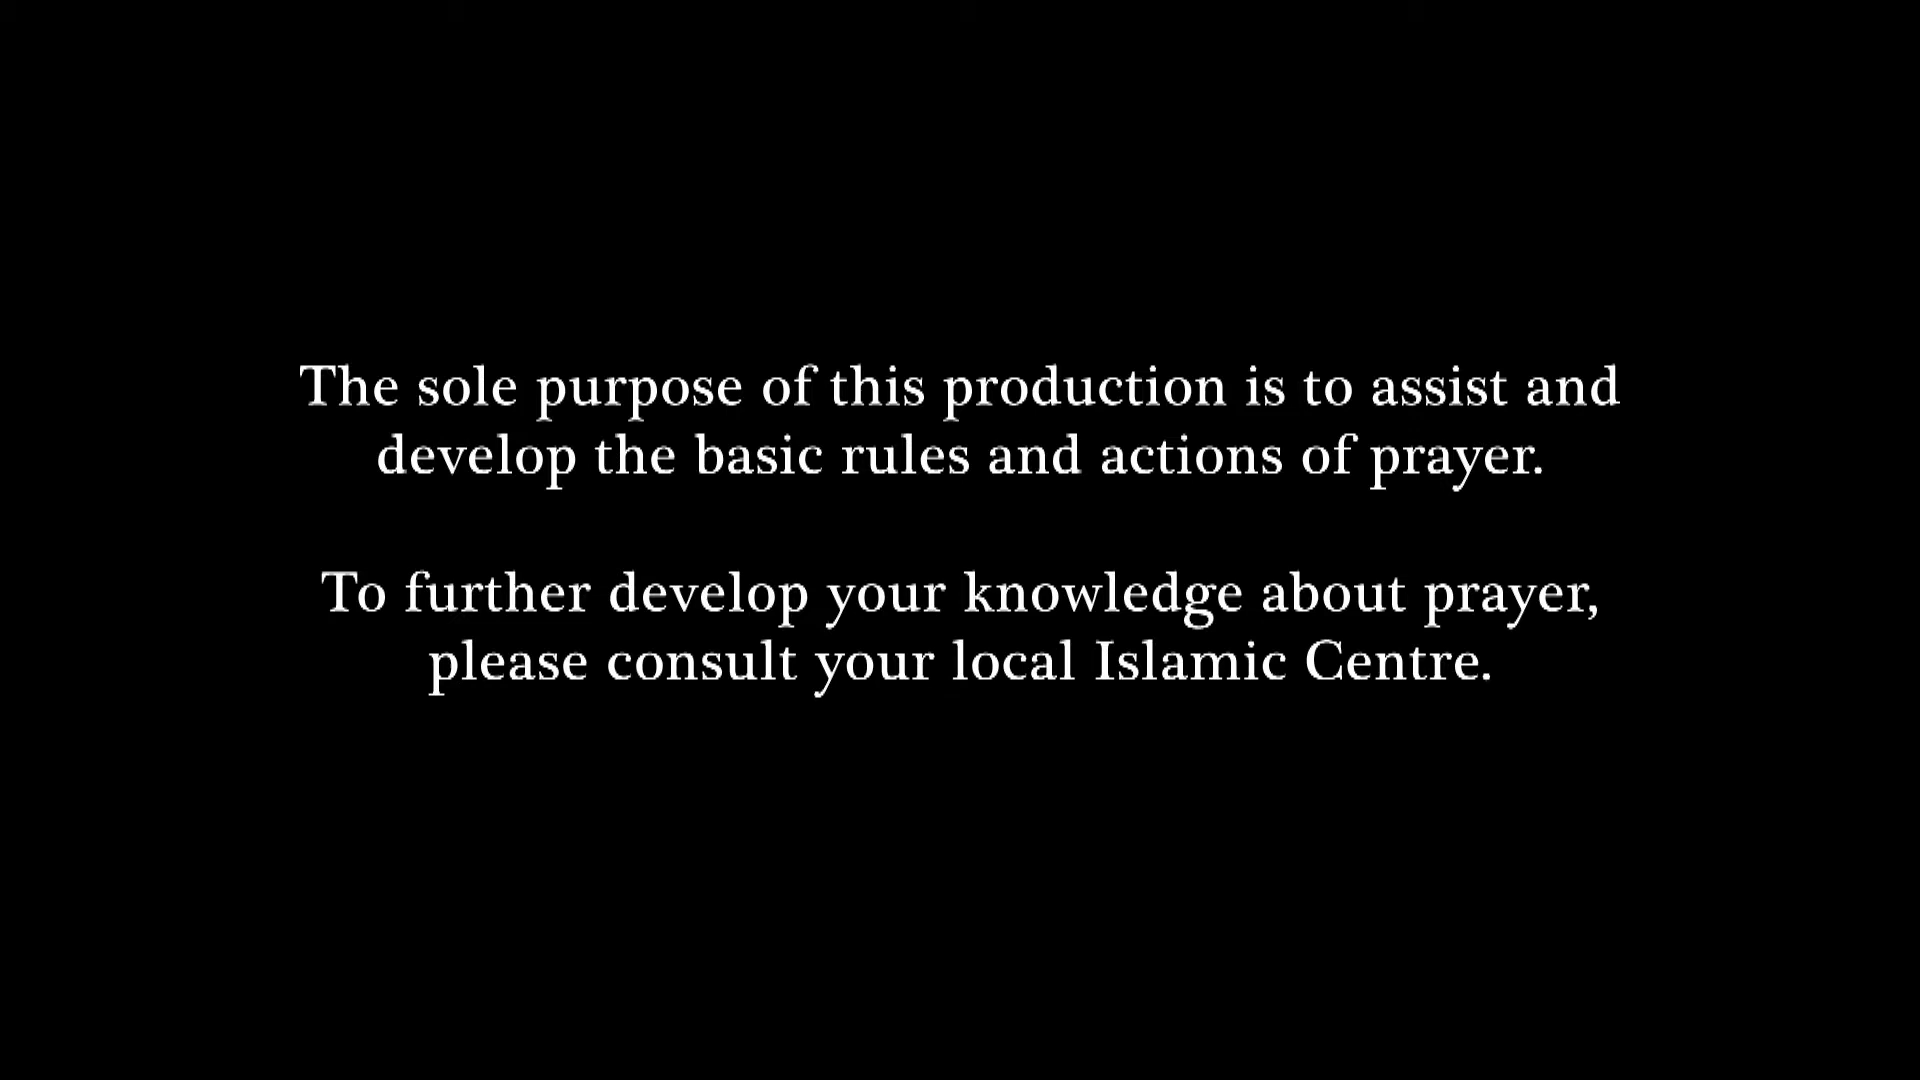 The sole purpose of this production is to assist and
develop the basic rules and actions of prayer.
To further develop your knowledge about prayer,
please consult your local Islamic Centre.